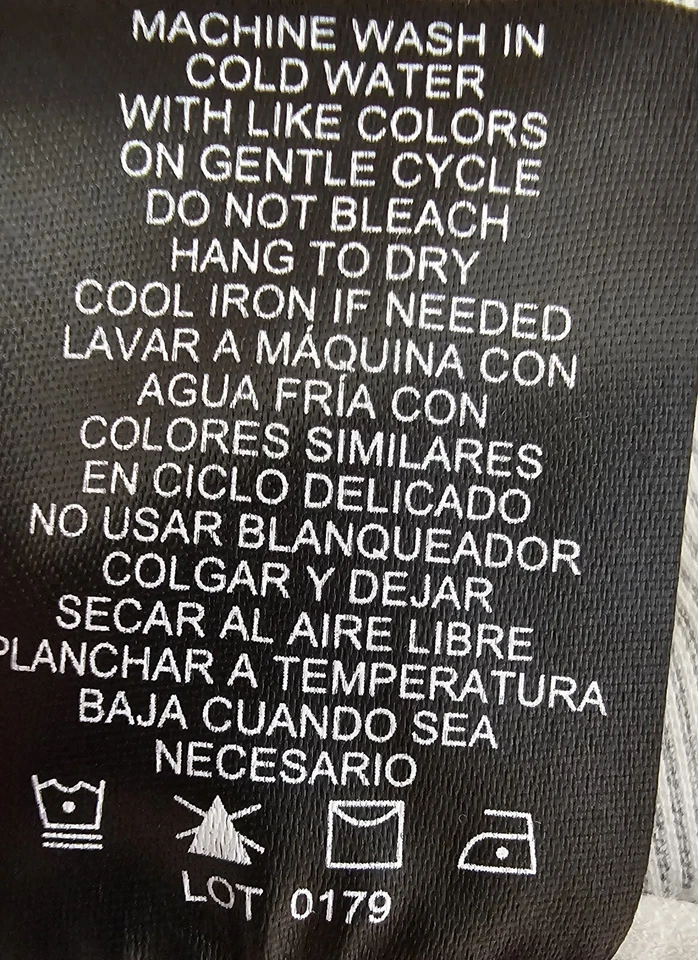 MACHINE WASH IN
COLD WATER
WITH LIKE COLORS
ON GENTLE CYCLE
DO NOT BLEACH
HANG TO DRY
COOL IRON IF NEEDED
LAVAR A MÁQUINA CON
AGUA FRÍA CON
COLORES SIMILARES
EN CICLO DELICADO
NO USAR BLANQUEADOR
COLGAR Y DEJAR
SECAR AL AIRE LIBRE
PLANCHAR A TEMPERATURA
BAJA CUANDO SEA
NECESARIO
LOT 0179